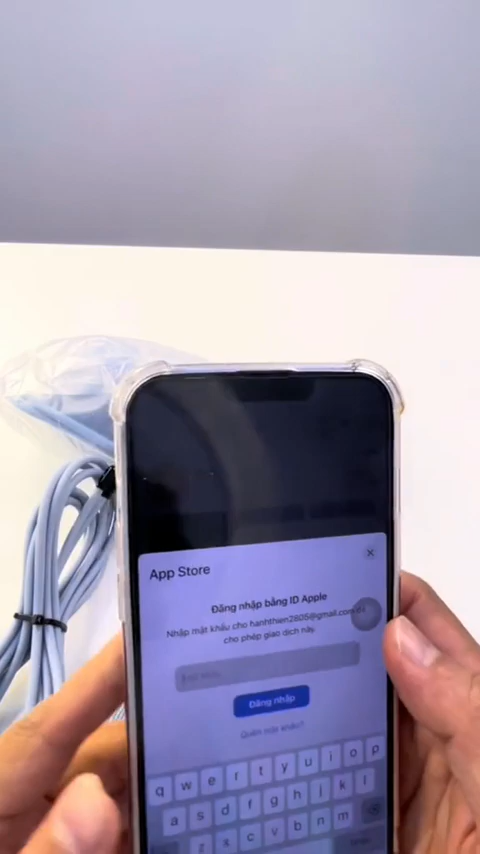 App Store
Đăng nhập bằng ID Apple
Nhập mật khẩu cho hanhthien2805@gmail.com để
cho phép giao dịch này.
Đăng nhập
Quên mật khẩu?
q w e r t y u i o p
a s d f g h j k l
z x c v b n m